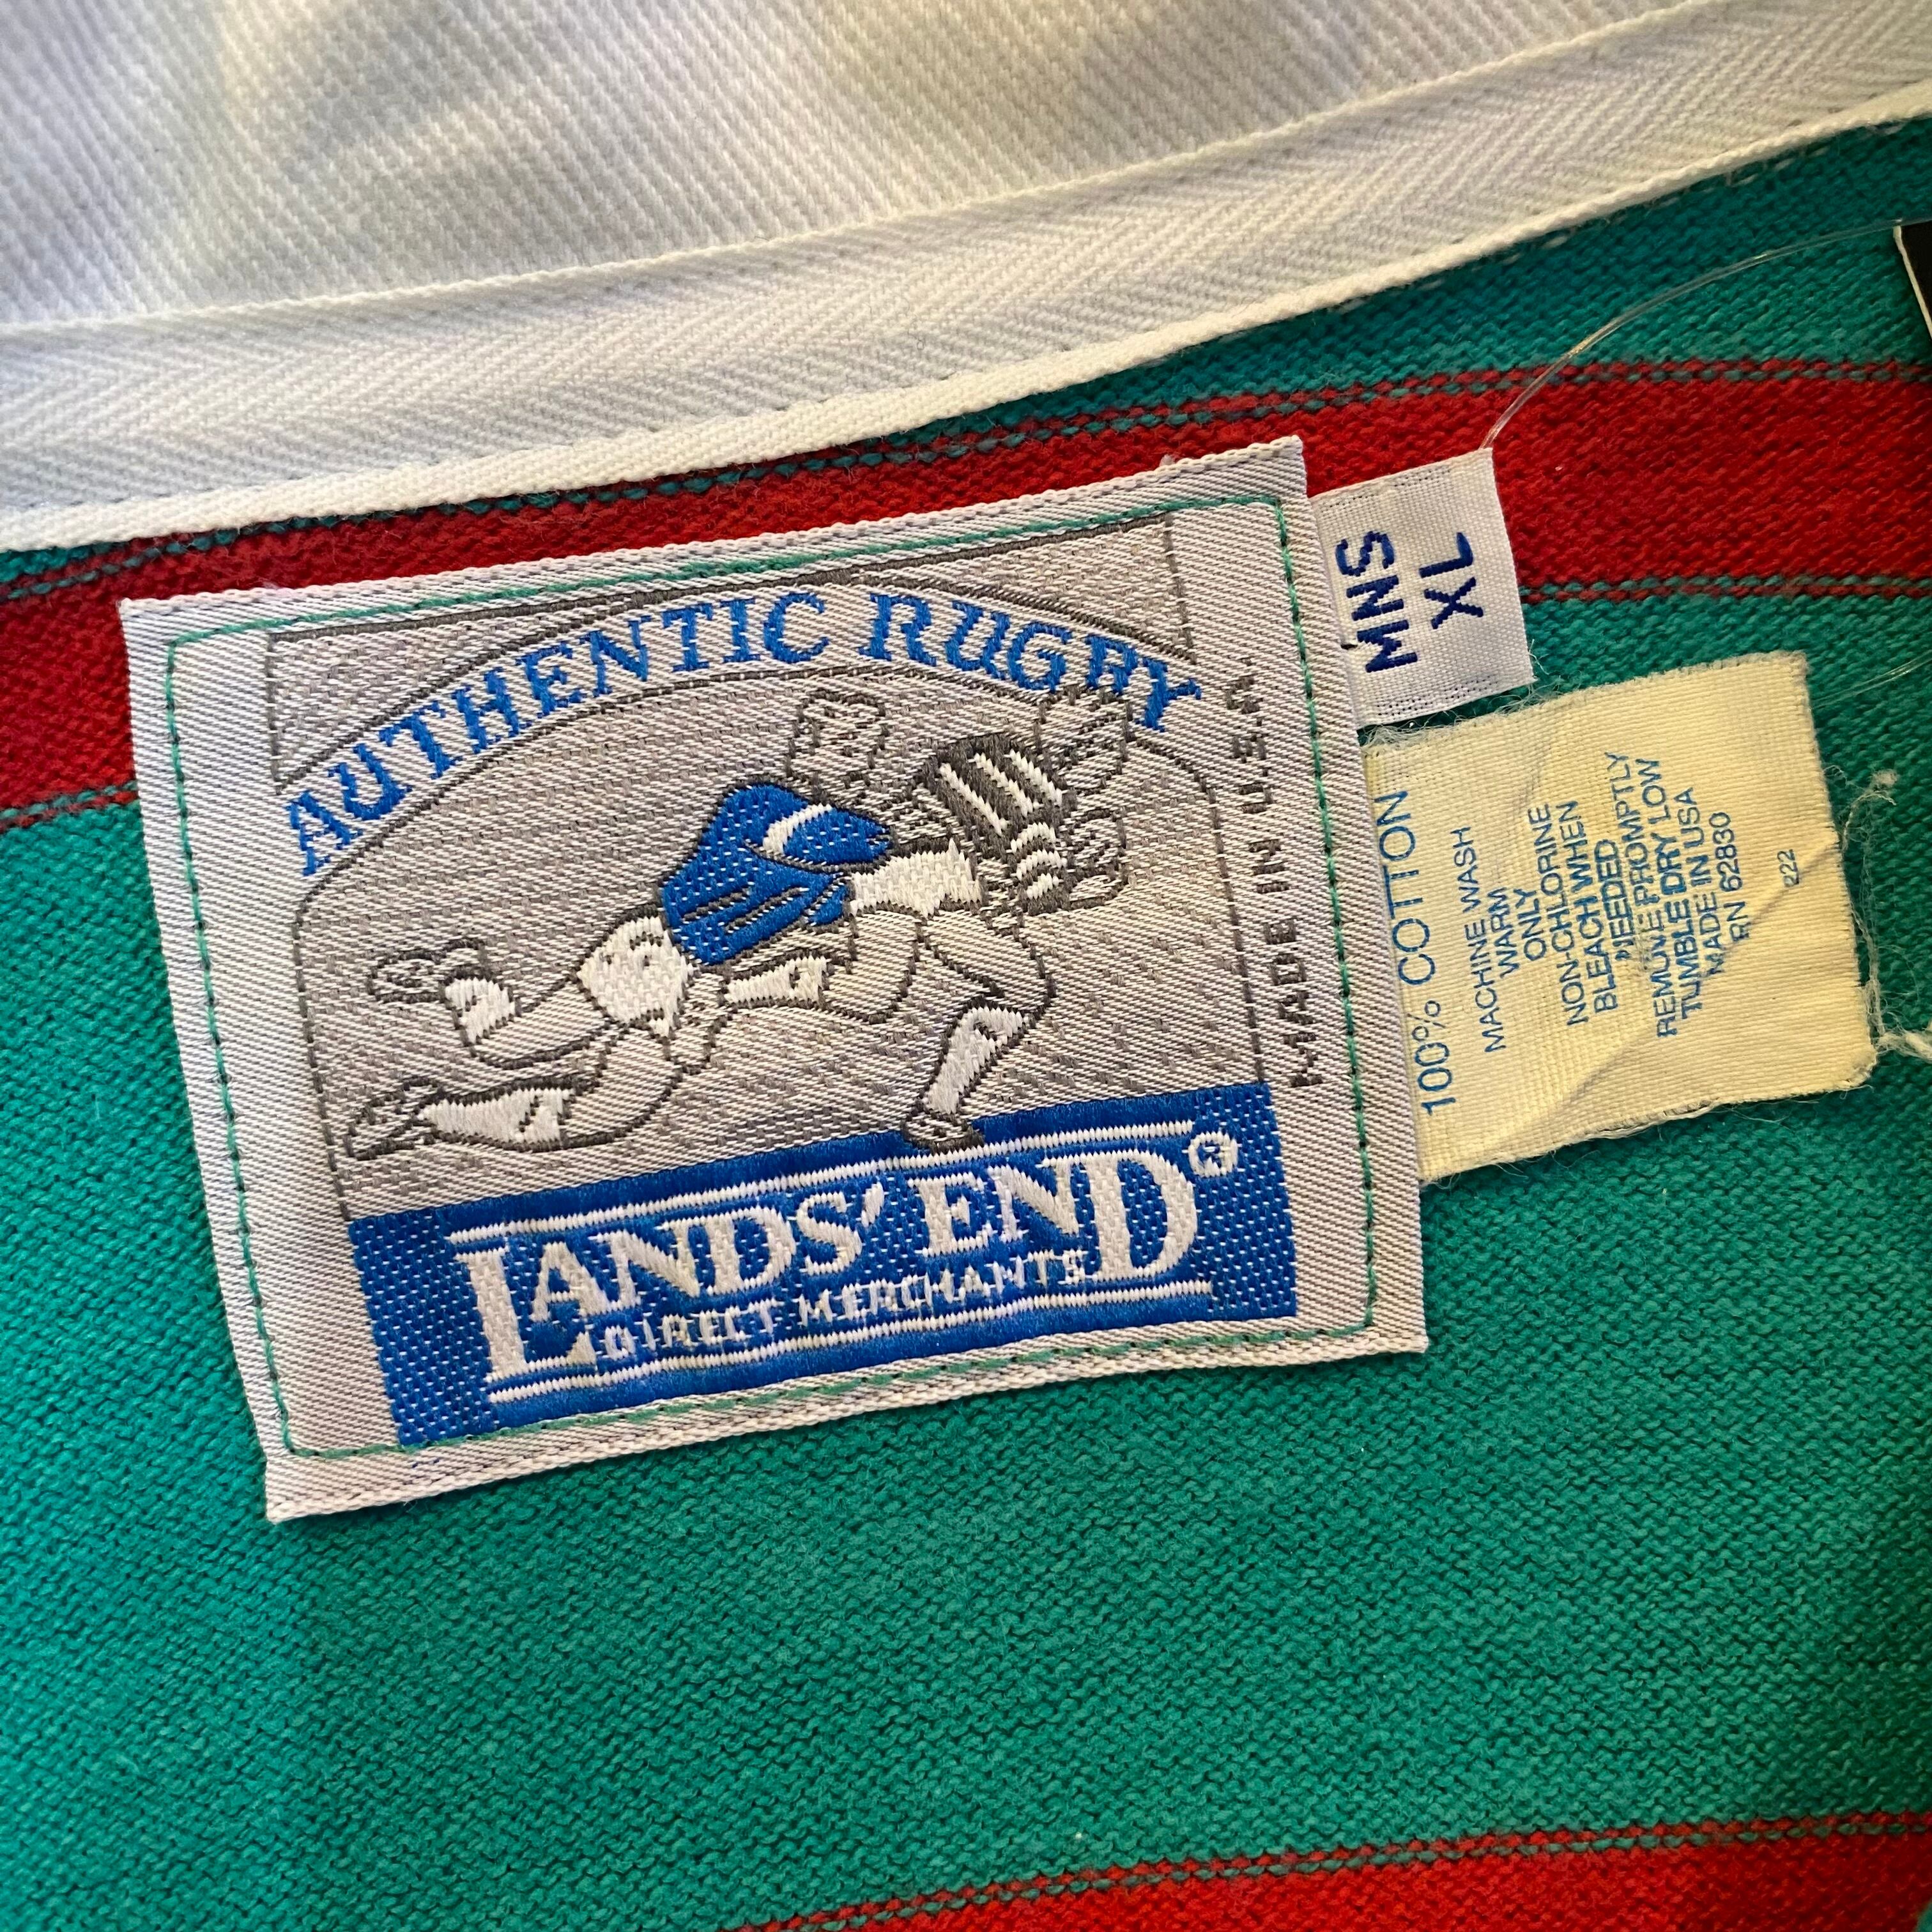 AUTHENTIC RUGBY
MADE IN U.S.A.
LANDS' END®
DIRECT MERCHANTS
MNS
XL
100% COTTON
MACHINE WASH
WARM
ONLY
NON-CHLORINE
BLEACH WHEN
NEEDED
REMOVE PROMPTLY
TUMBLE DRY LOW
MADE IN USA
RN 62830
622